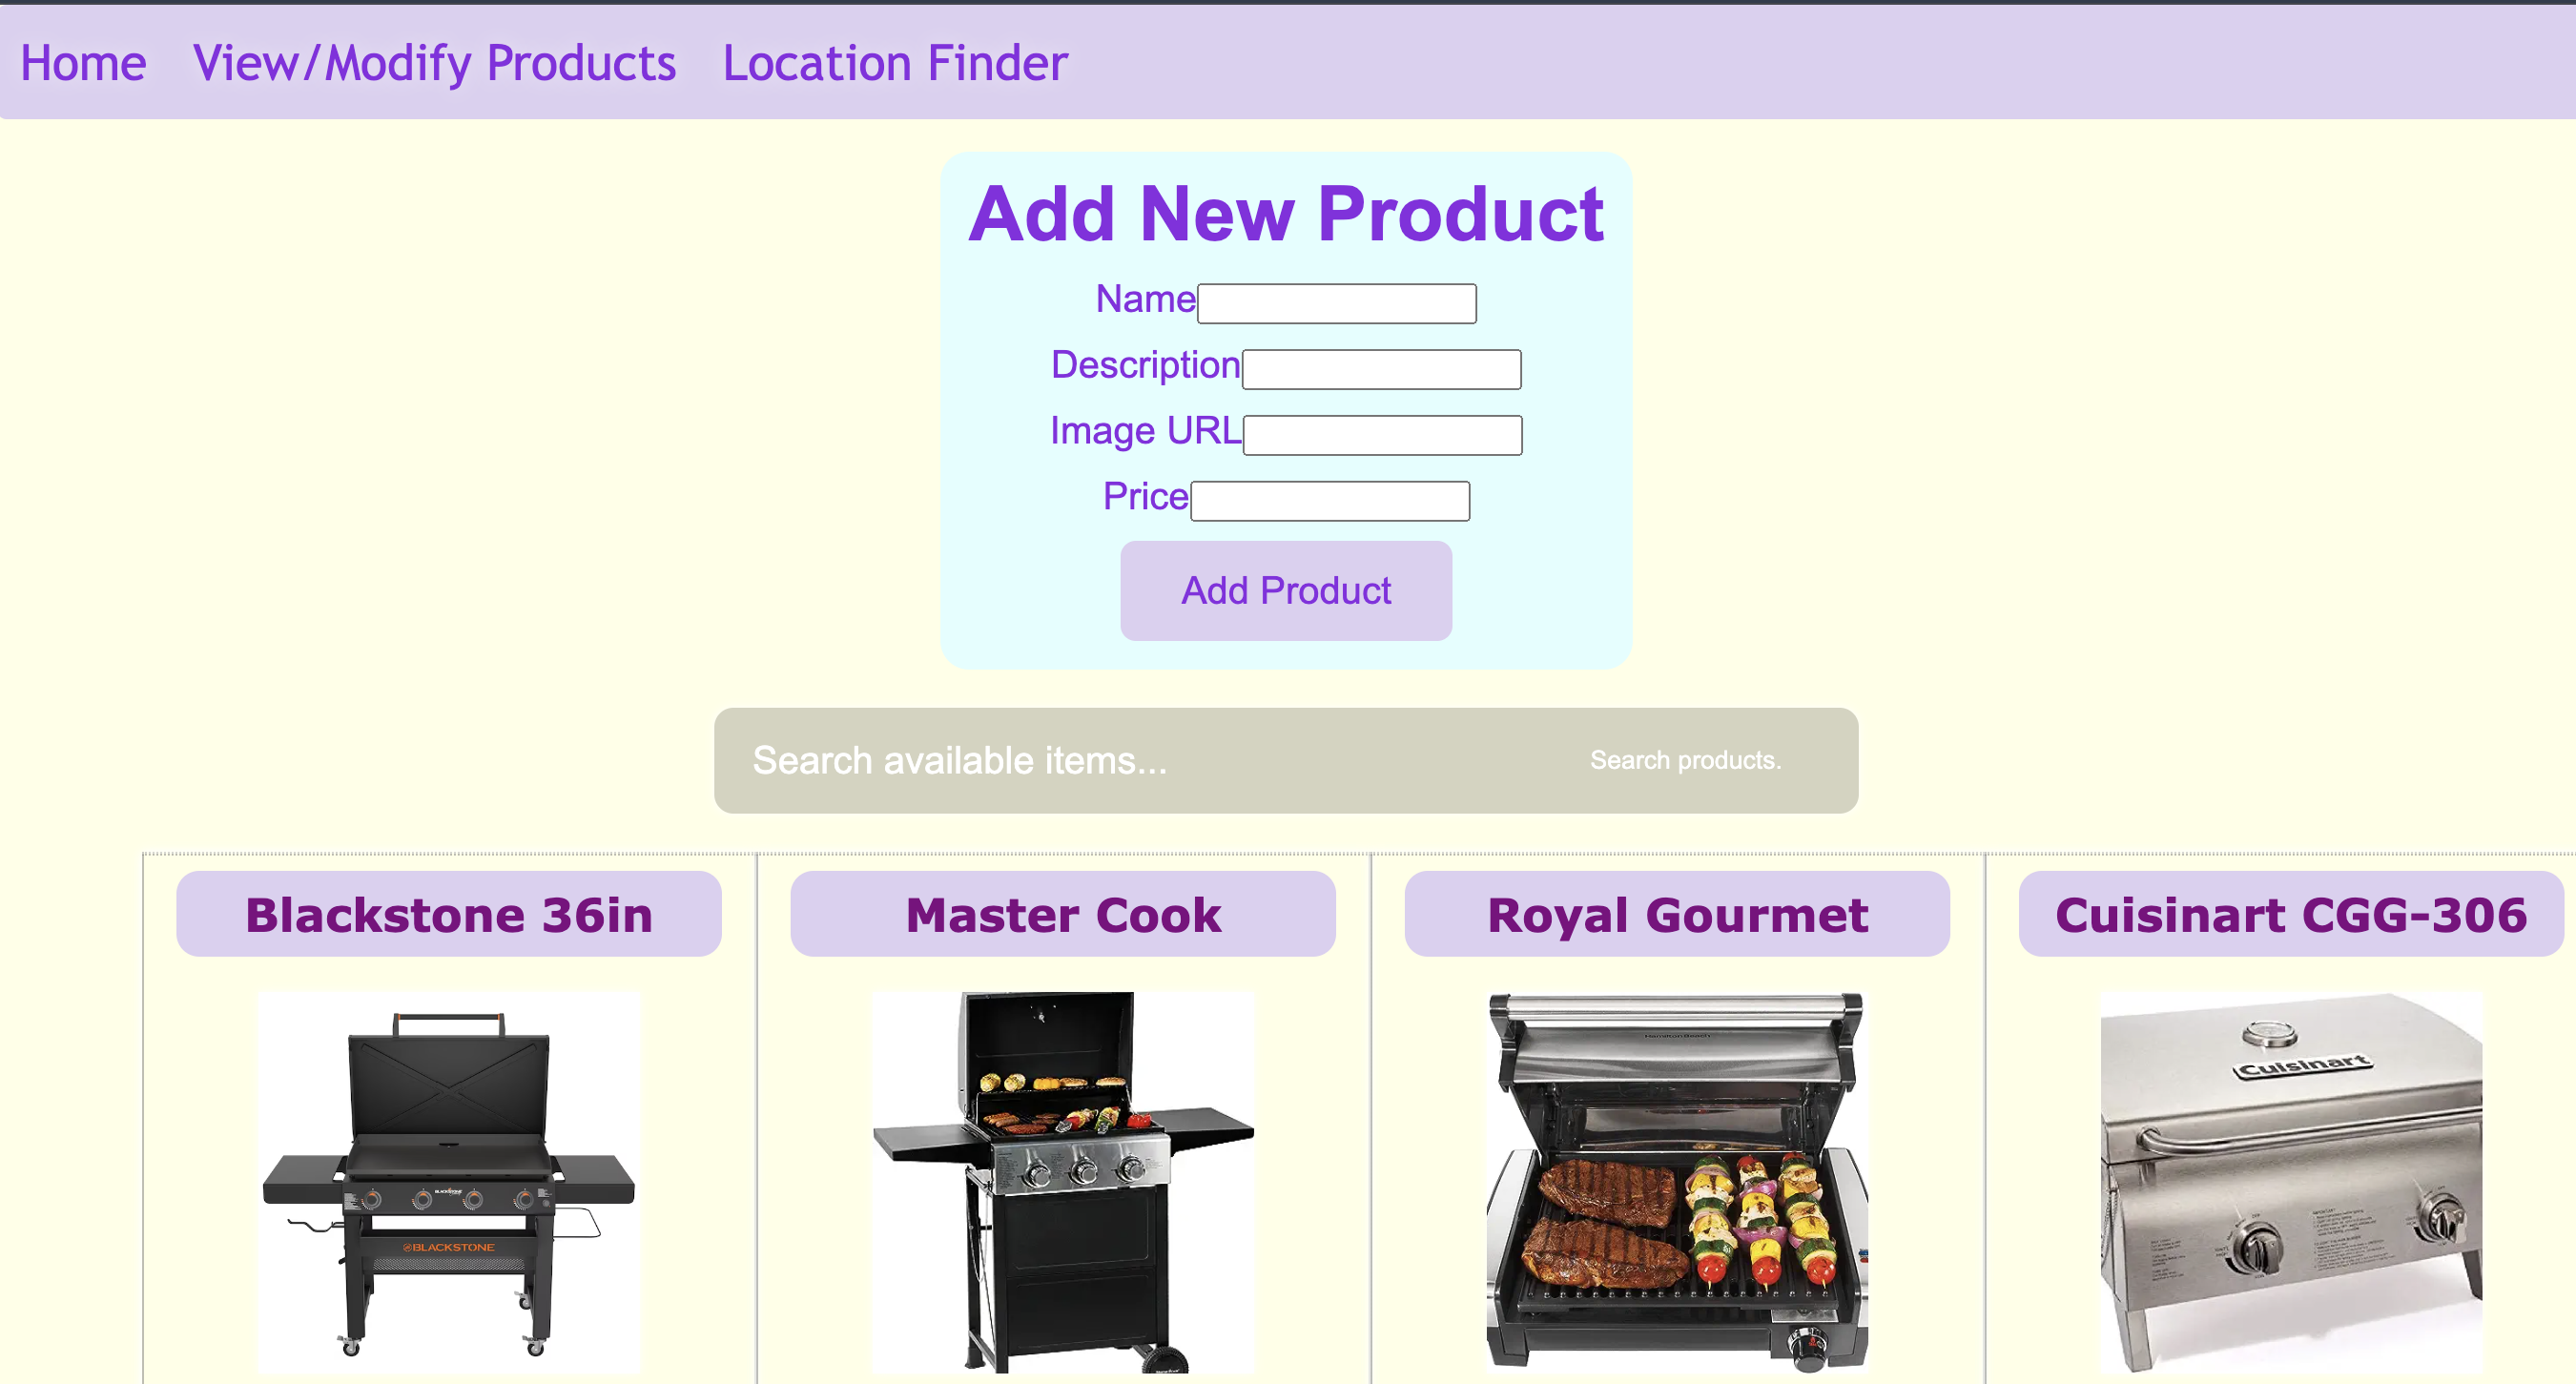 Home View/Modify Products Location Finder
Add New Product
Name
Description
Image URL
Price
Add Product
Search available items... Search products.
Blackstone 36in Master Cook Royal Gourmet Cuisinart CGG-306
BLACKSTONE
Cuisinart